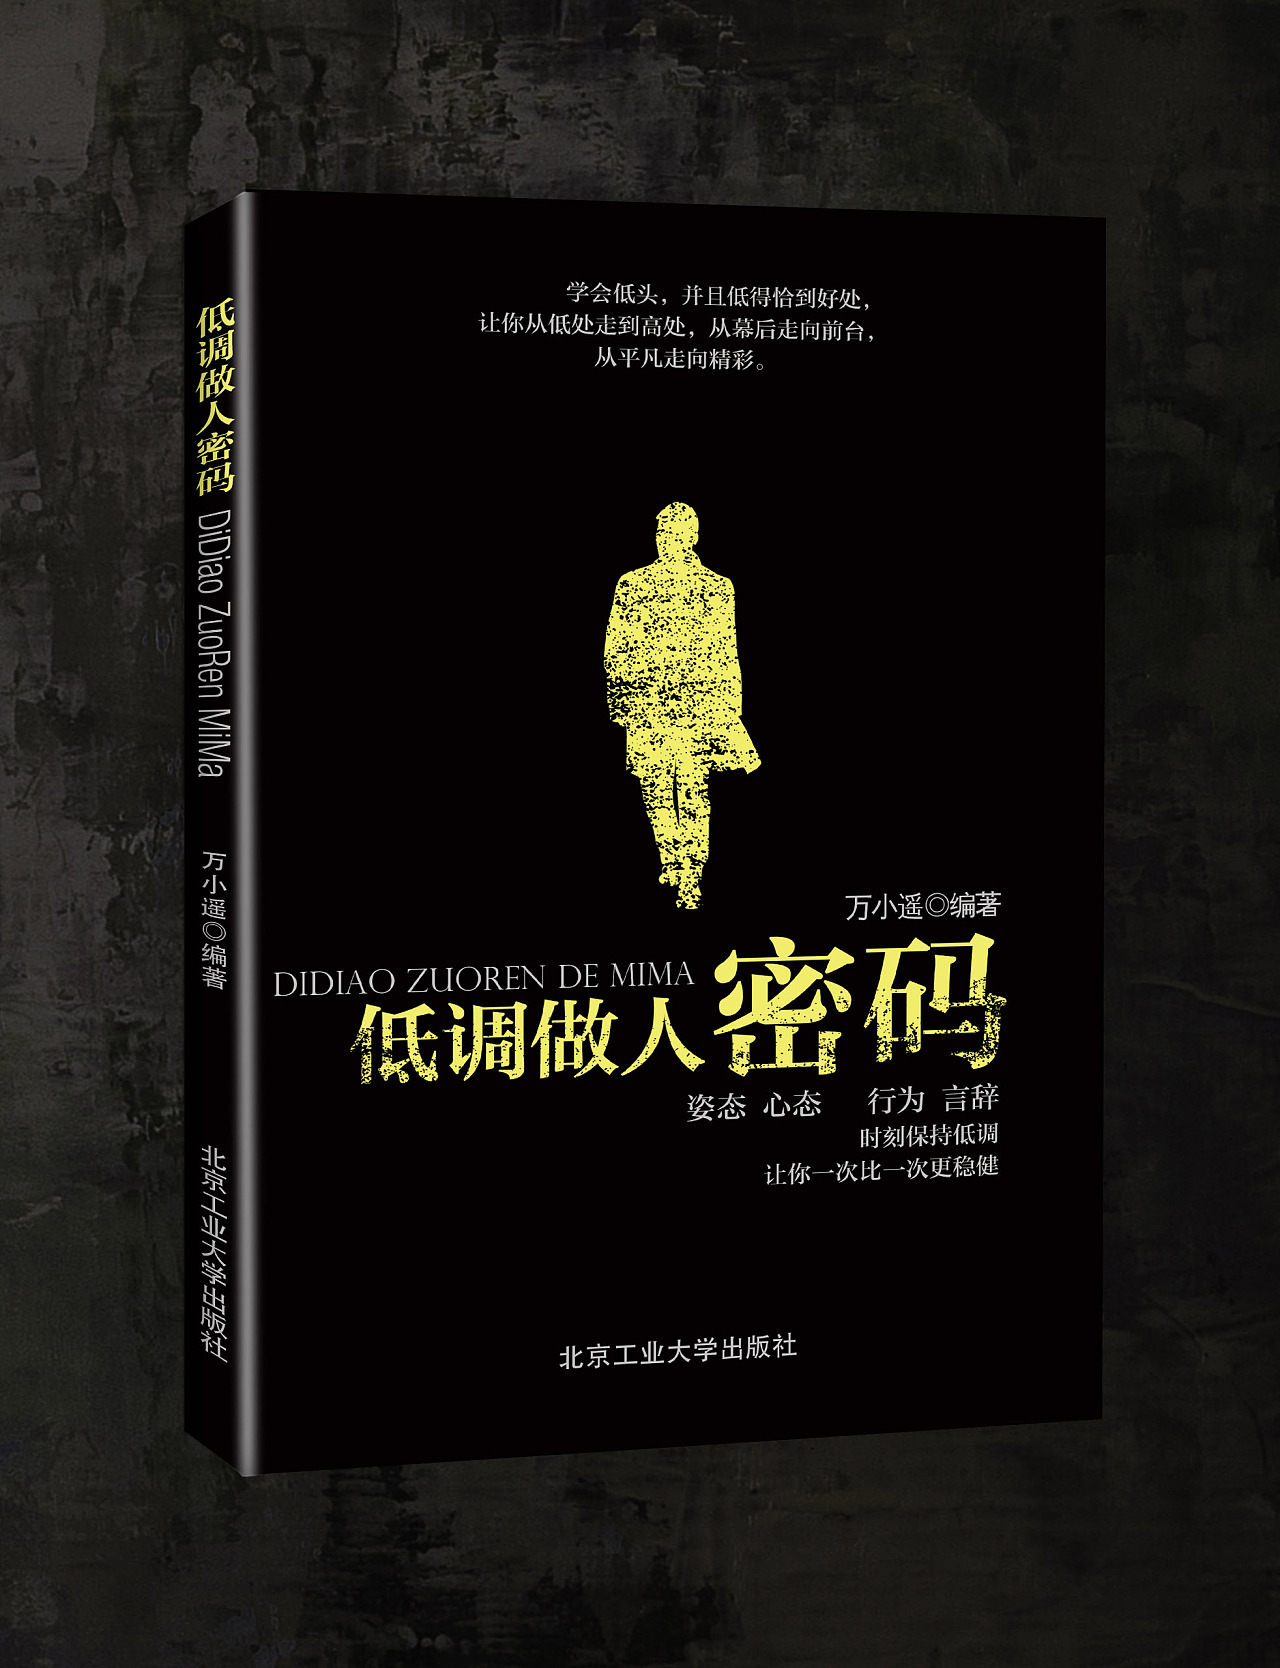 学会低头，并且低得恰到好处，
让你从低处走到高处，从幕后走向前台，
从平凡走向精彩。
万小遥◎编著
DIDIAO ZUOREN DE MIMA
低调做人密码
姿态 心态 行为 言辞
时刻保持低调
让你一次比一次更稳健
北京工业大学出版社
低调做人密码
DiDiao ZuoRen MiMa
万小遥◎编著
北京工业大学出版社